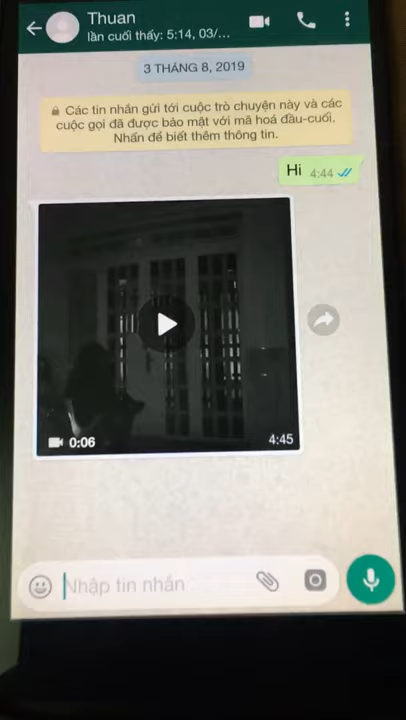 Thuan
lần cuối thấy: 5:14, 03/...
3 THÁNG 8, 2019
Các tin nhắn gửi tới cuộc trò chuyện này và các
cuộc gọi đã được bảo mật với mã hoá đầu-cuối.
Nhấn để biết thêm thông tin.
Hi 4:44
0:06 4:45
Nhập tin nhắn